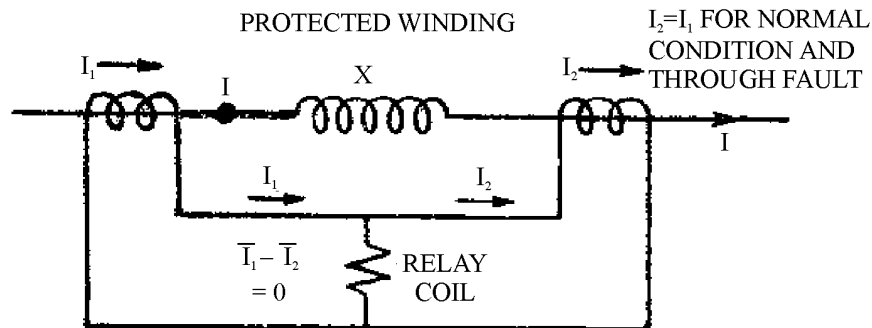 PROTECTED WINDING
I₂=I₁ FOR NORMAL
CONDITION AND
THROUGH FAULT
I₁
I
X
I₂
I
I₁
I₂
I̅₁ – I̅₂
= 0
RELAY
COIL